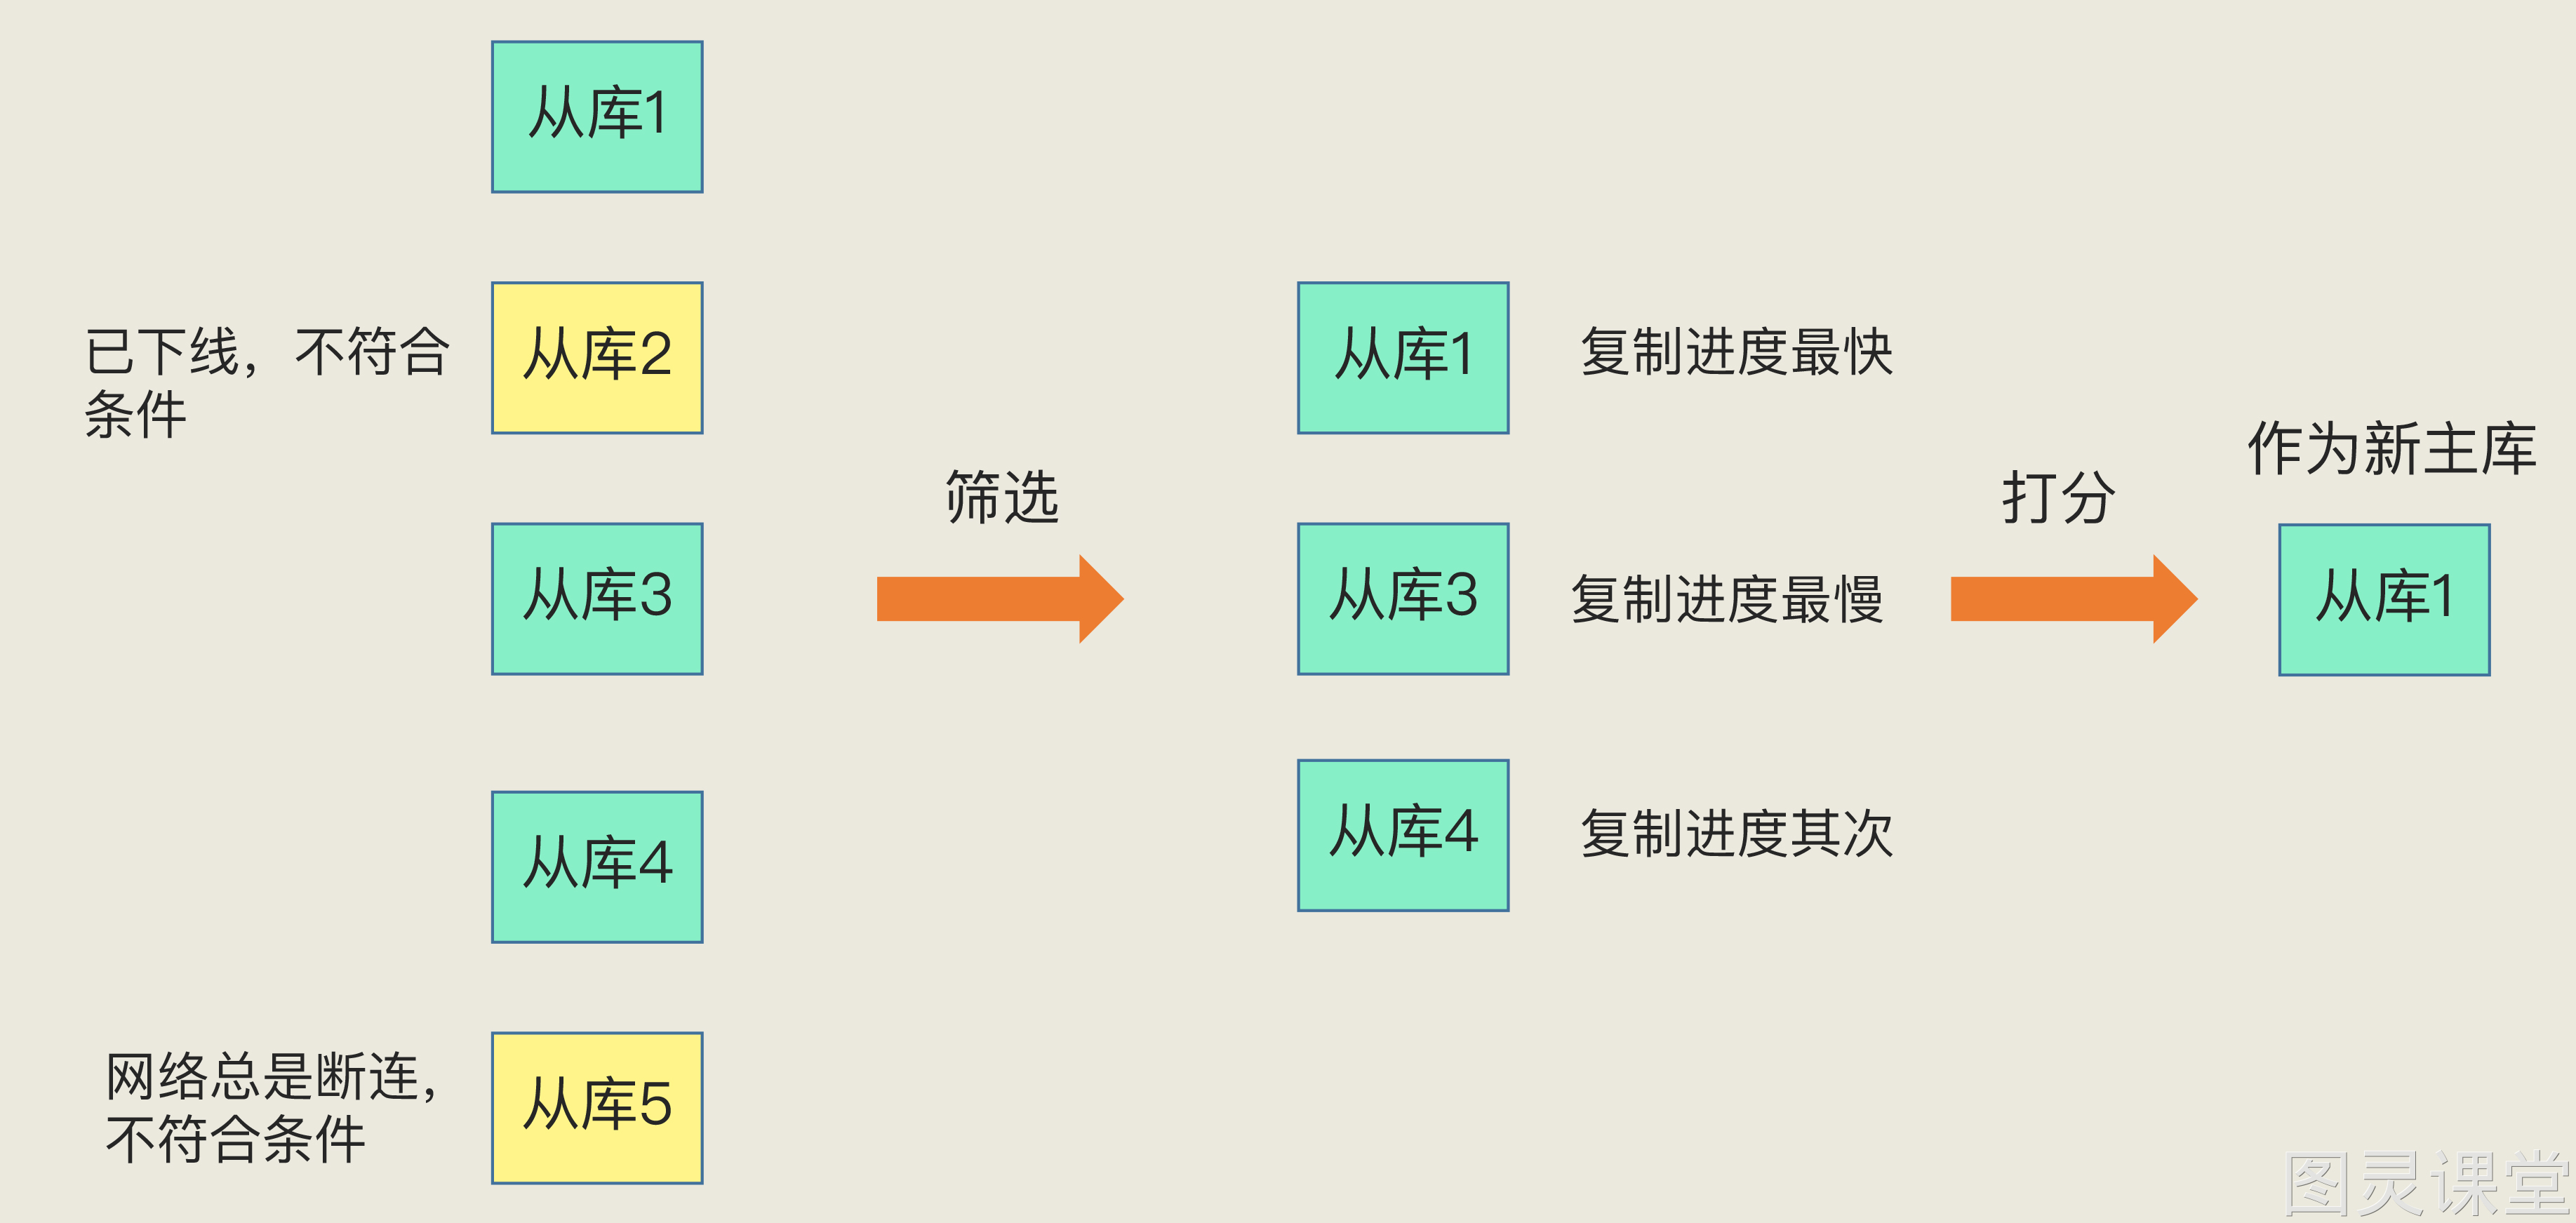 从库1
已下线，不符合
条件
从库2
从库3
从库4
网络总是断连，
不符合条件
从库5
筛选
从库1
复制进度最快
从库3
复制进度最慢
从库4
复制进度其次
打分
作为新主库
从库1
图灵课堂